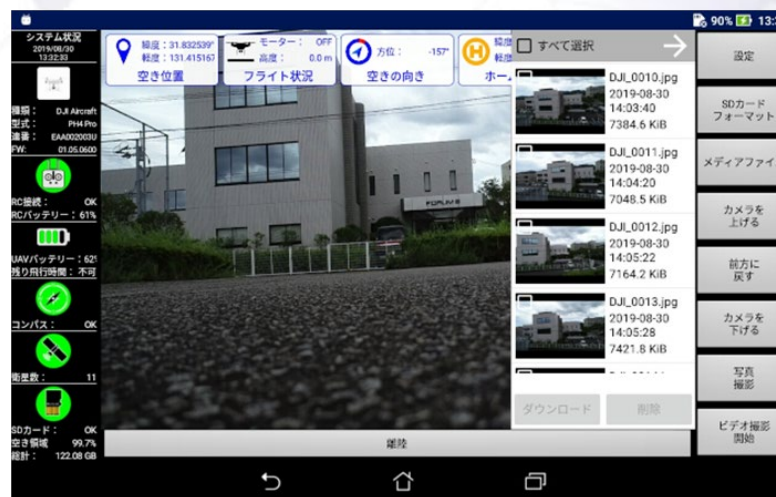 90% 13:3
システム状況
2019/08/30
13:32:33
種類: DJI Aircraft
型式: PH4 Pro
連番: EAA002003U
FW: 01.05.0600
RC接続: OK
RCバッテリー: 61%
UAVバッテリー: 62%
残り飛行時間: 不可
コンパス: OK
衛星数: 11
SDカード: OK
空き領域 99.7%
総計: 122.08 GB
緯度: 31.832539°
軽度: 131.415167
空き位置
モーター: OFF
高度: 0.0 m
フライト状況
方位: -157°
空きの向き
H
緯度
軽度
ホーム
FORUM8
すべて選択
DJI_0010.jpg
2019-08-30
14:03:40
7384.6 KiB
DJI_0011.jpg
2019-08-30
14:04:20
7048.5 KiB
DJI_0012.jpg
2019-08-30
14:05:22
7164.2 KiB
DJI_0013.jpg
2019-08-30
14:05:28
7421.8 KiB
ダウンロード
削除
設定
SDカード
フォーマット
メディアファイ
カメラを
上げる
前方に
戻す
カメラを
下げる
写真
撮影
ビデオ撮影
開始
離陸